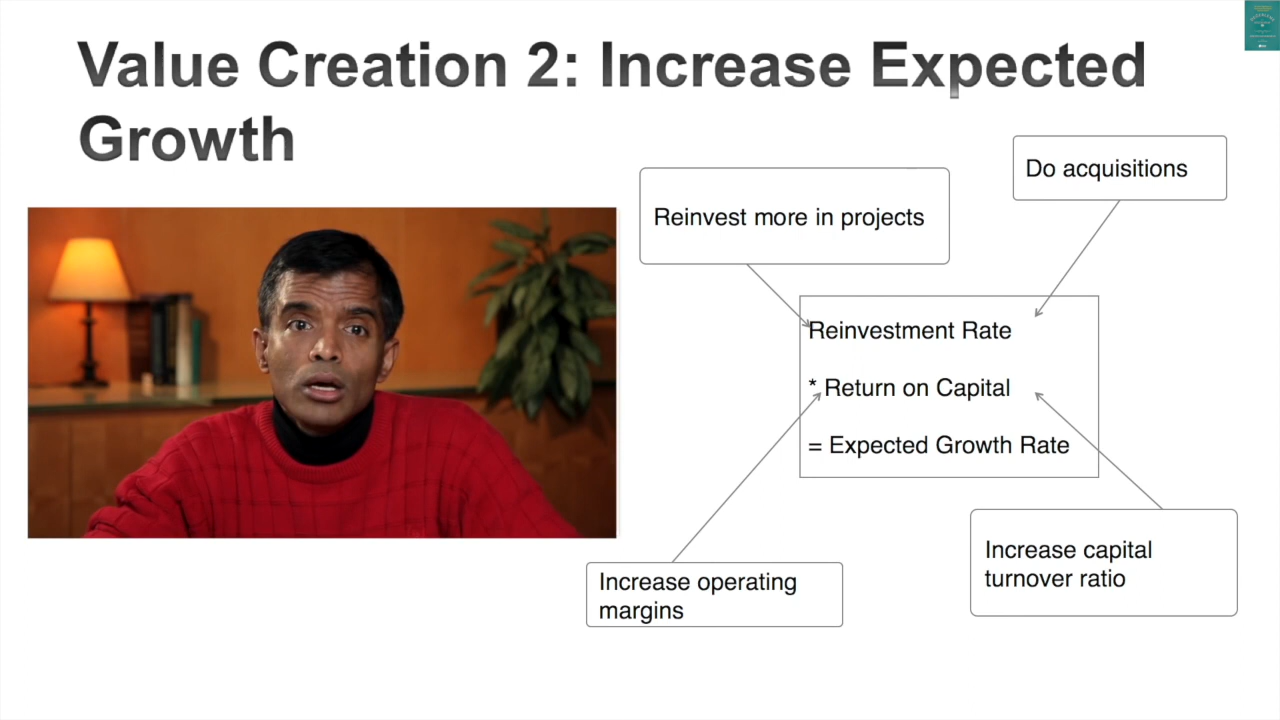 Value Creation 2: Increase Expected
Growth
Do acquisitions
Reinvest more in projects
Reinvestment Rate
* Return on Capital
= Expected Growth Rate
Increase capital
turnover ratio
Increase operating
margins